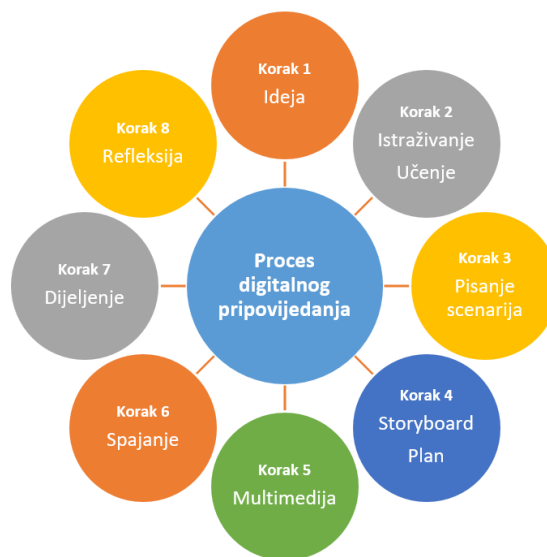 Proces
digitalnog
pripovijedanja
Korak 1
Ideja
Korak 2
Istraživanje
Učenje
Korak 3
Pisanje
scenarija
Korak 4
Storyboard
Plan
Korak 5
Multimedija
Korak 6
Spajanje
Korak 7
Dijeljenje
Korak 8
Refleksija